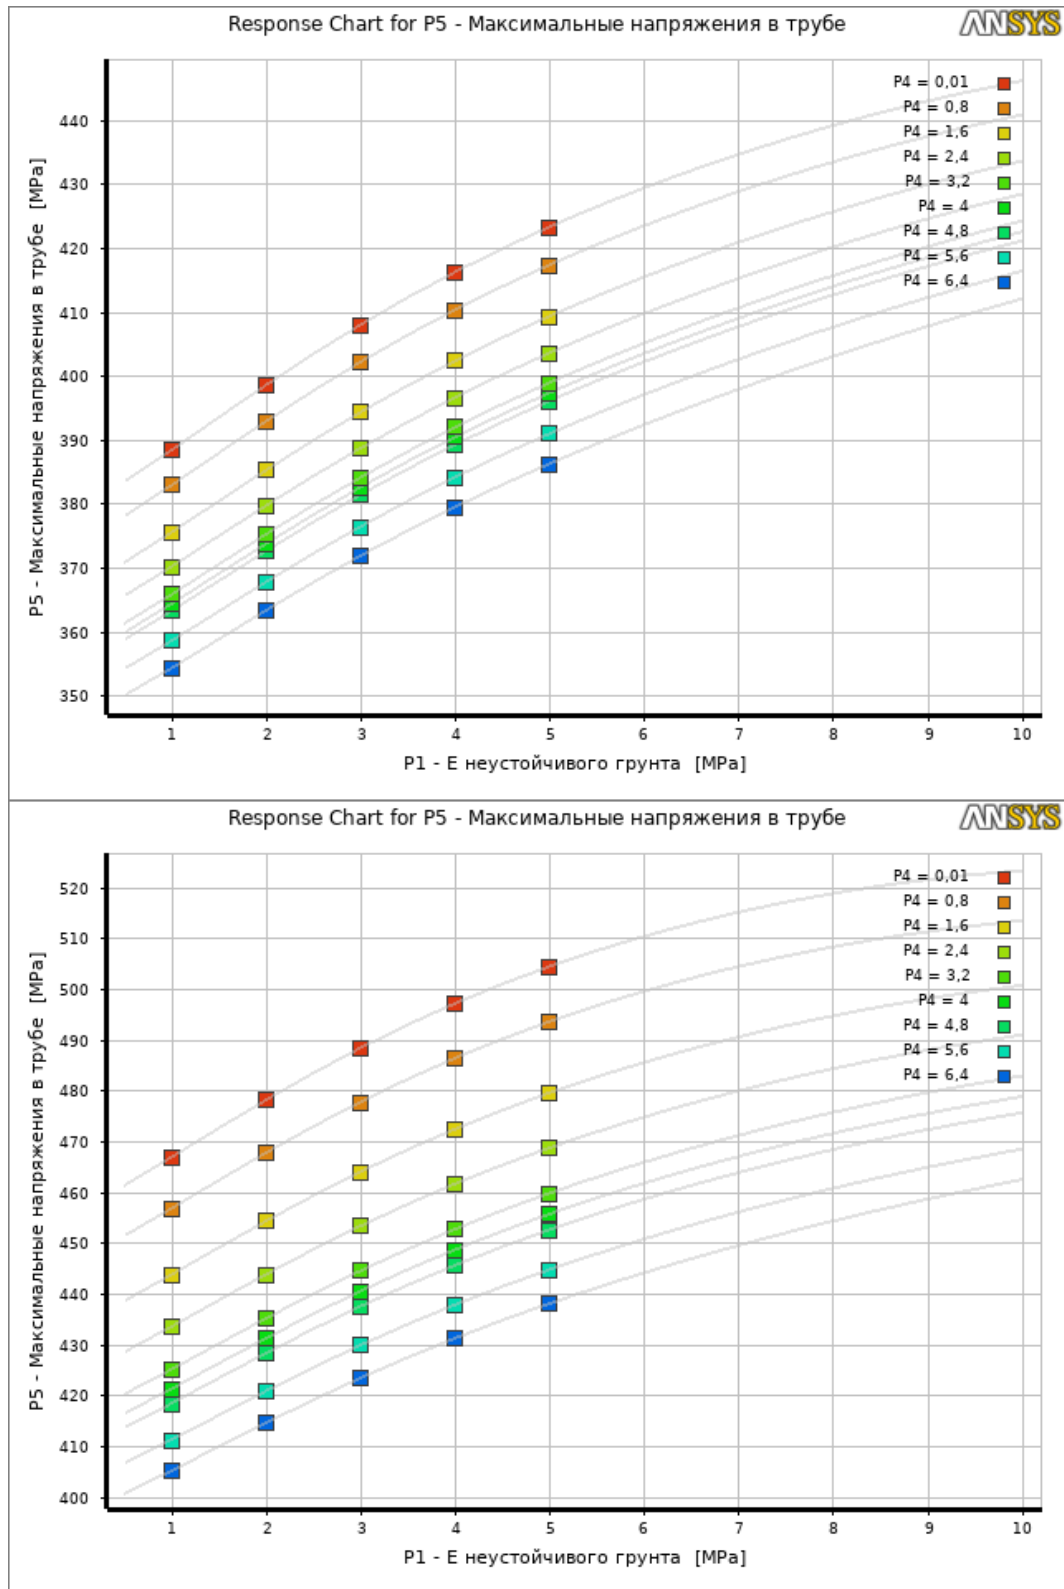 Response Chart for P5 - Максимальные напряжения в трубе
ANSYS
P4 = 0,01
P4 = 0,8
P4 = 1,6
P4 = 2,4
P4 = 3,2
P4 = 4
P4 = 4,8
P4 = 5,6
P4 = 6,4
P5 - Максимальные напряжения в трубе [MPa]
440
430
420
410
400
390
380
370
360
350
1 2 3 4 5 6 7 8 9 10
P1 - E неустойчивого грунта [MPa]
Response Chart for P5 - Максимальные напряжения в трубе
ANSYS
P4 = 0,01
P4 = 0,8
P4 = 1,6
P4 = 2,4
P4 = 3,2
P4 = 4
P4 = 4,8
P4 = 5,6
P4 = 6,4
P5 - Максимальные напряжения в трубе [MPa]
520
510
500
490
480
470
460
450
440
430
420
410
400
1 2 3 4 5 6 7 8 9 10
P1 - E неустойчивого грунта [MPa]